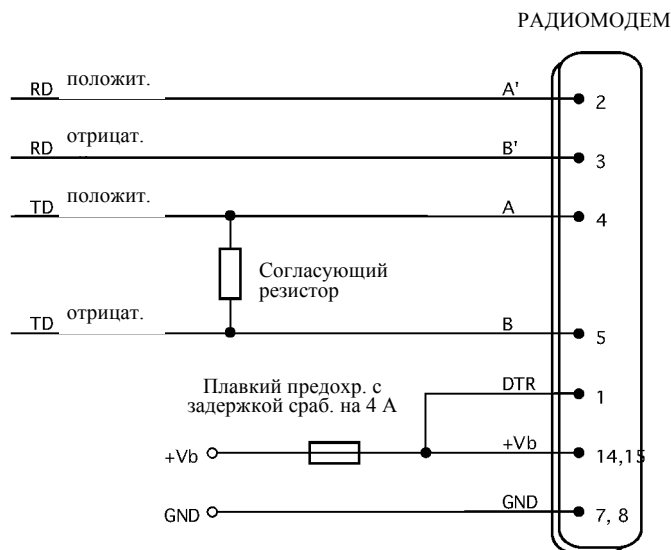 РАДИОМОДЕМ
RD положит. A' 2
RD отрицат. B' 3
TD положит. A 4
Согласующий
резистор
TD отрицат. B 5
Плавкий предохр. с
задержкой сраб. на 4 А
DTR 1
+Vb +Vb 14,15
GND GND 7, 8